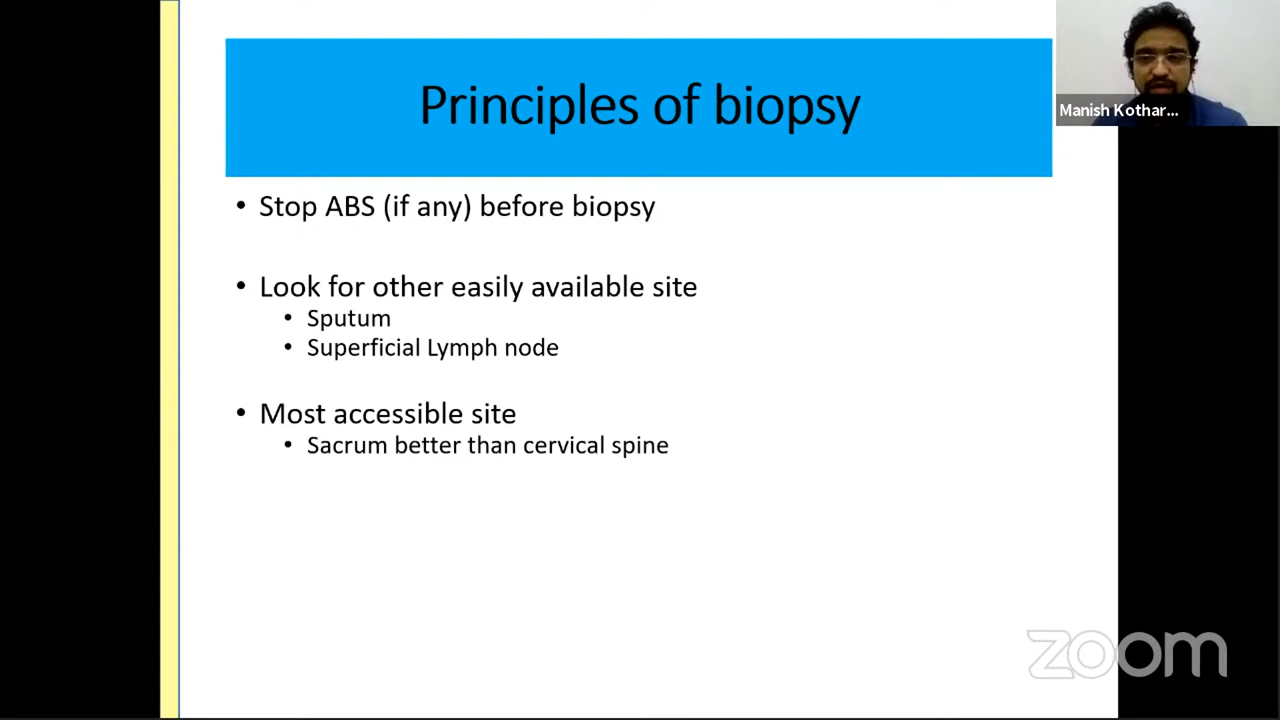 Principles of biopsy
Manish Kothar...
• Stop ABS (if any) before biopsy
• Look for other easily available site
• Sputum
• Superficial Lymph node
• Most accessible site
• Sacrum better than cervical spine
zoom